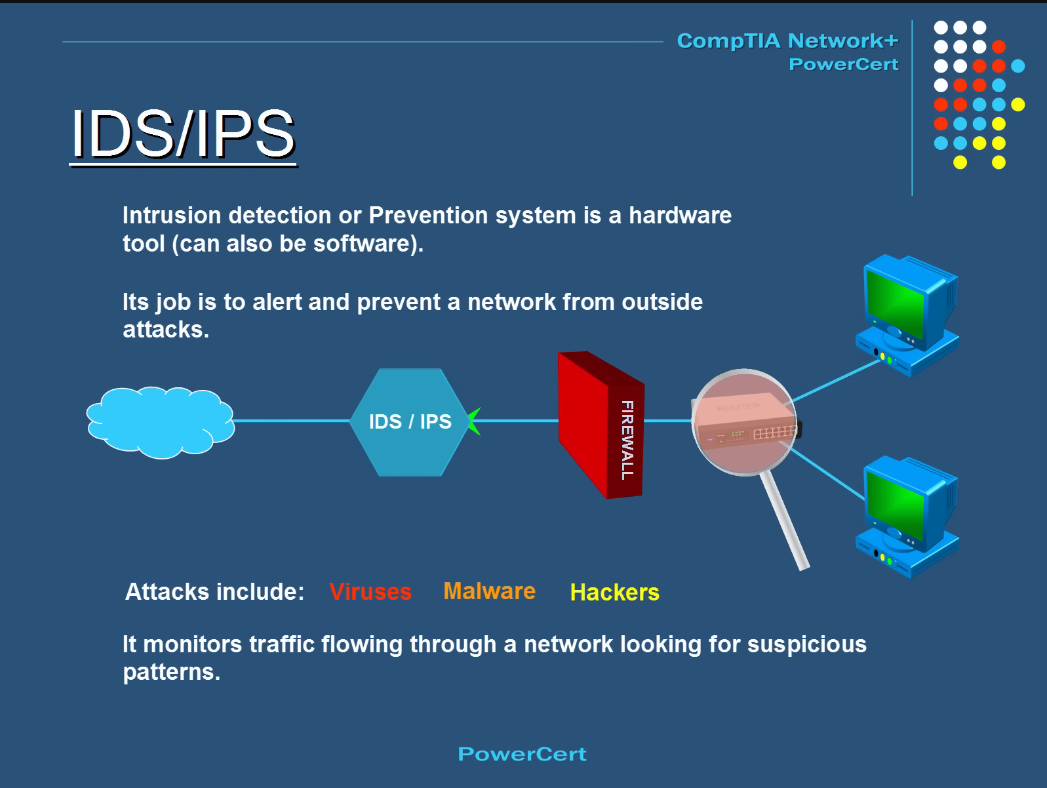 CompTIA Network+
PowerCert
IDS/IPS
Intrusion detection or Prevention system is a hardware
tool (can also be software).
Its job is to alert and prevent a network from outside
attacks.
IDS / IPS
FIREWALL
Attacks include: Viruses Malware Hackers
It monitors traffic flowing through a network looking for suspicious
patterns.
PowerCert